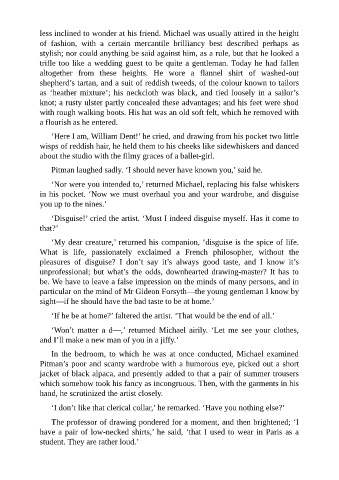 less inclined to wonder at his friend. Michael was usually attired in the height
of fashion, with a certain mercantile brilliancy best described perhaps as
stylish; nor could anything be said against him, as a rule, but that he looked a
trifle too like a wedding guest to be quite a gentleman. Today he had fallen
altogether from these heights. He wore a flannel shirt of washed-out
shepherd’s tartan, and a suit of reddish tweeds, of the colour known to tailors
as ‘heather mixture’; his neckcloth was black, and tied loosely in a sailor’s
knot; a rusty ulster partly concealed these advantages; and his feet were shod
with rough walking boots. His hat was an old soft felt, which he removed with
a flourish as he entered.
‘Here I am, William Dent!’ he cried, and drawing from his pocket two little
wisps of reddish hair, he held them to his cheeks like sidewhiskers and danced
about the studio with the filmy graces of a ballet-girl.
Pitman laughed sadly. ‘I should never have known you,’ said he.
‘Nor were you intended to,’ returned Michael, replacing his false whiskers
in his pocket. ‘Now we must overhaul you and your wardrobe, and disguise
you up to the nines.’
‘Disguise!’ cried the artist. ‘Must I indeed disguise myself. Has it come to
that?’
‘My dear creature,’ returned his companion, ‘disguise is the spice of life.
What is life, passionately exclaimed a French philosopher, without the
pleasures of disguise? I don’t say it’s always good taste, and I know it’s
unprofessional; but what’s the odds, downhearted drawing-master? It has to
be. We have to leave a false impression on the minds of many persons, and in
particular on the mind of Mr Gideon Forsyth—the young gentleman I know by
sight—if he should have the bad taste to be at home.’
‘If he be at home?’ faltered the artist. ‘That would be the end of all.’
‘Won’t matter a d—,’ returned Michael airily. ‘Let me see your clothes,
and I’ll make a new man of you in a jiffy.’
In the bedroom, to which he was at once conducted, Michael examined
Pitman’s poor and scanty wardrobe with a humorous eye, picked out a short
jacket of black alpaca, and presently added to that a pair of summer trousers
which somehow took his fancy as incongruous. Then, with the garments in his
hand, he scrutinized the artist closely.
‘I don’t like that clerical collar,’ he remarked. ‘Have you nothing else?’
The professor of drawing pondered for a moment, and then brightened; ‘I
have a pair of low-necked shirts,’ he said, ‘that I used to wear in Paris as a
student. They are rather loud.’